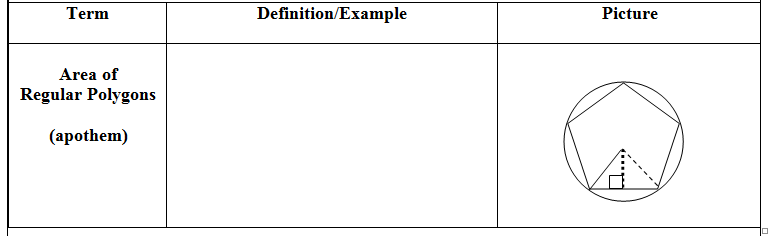 Term
Definition/Example
Picture
Area of
Regular Polygons
(apothem)